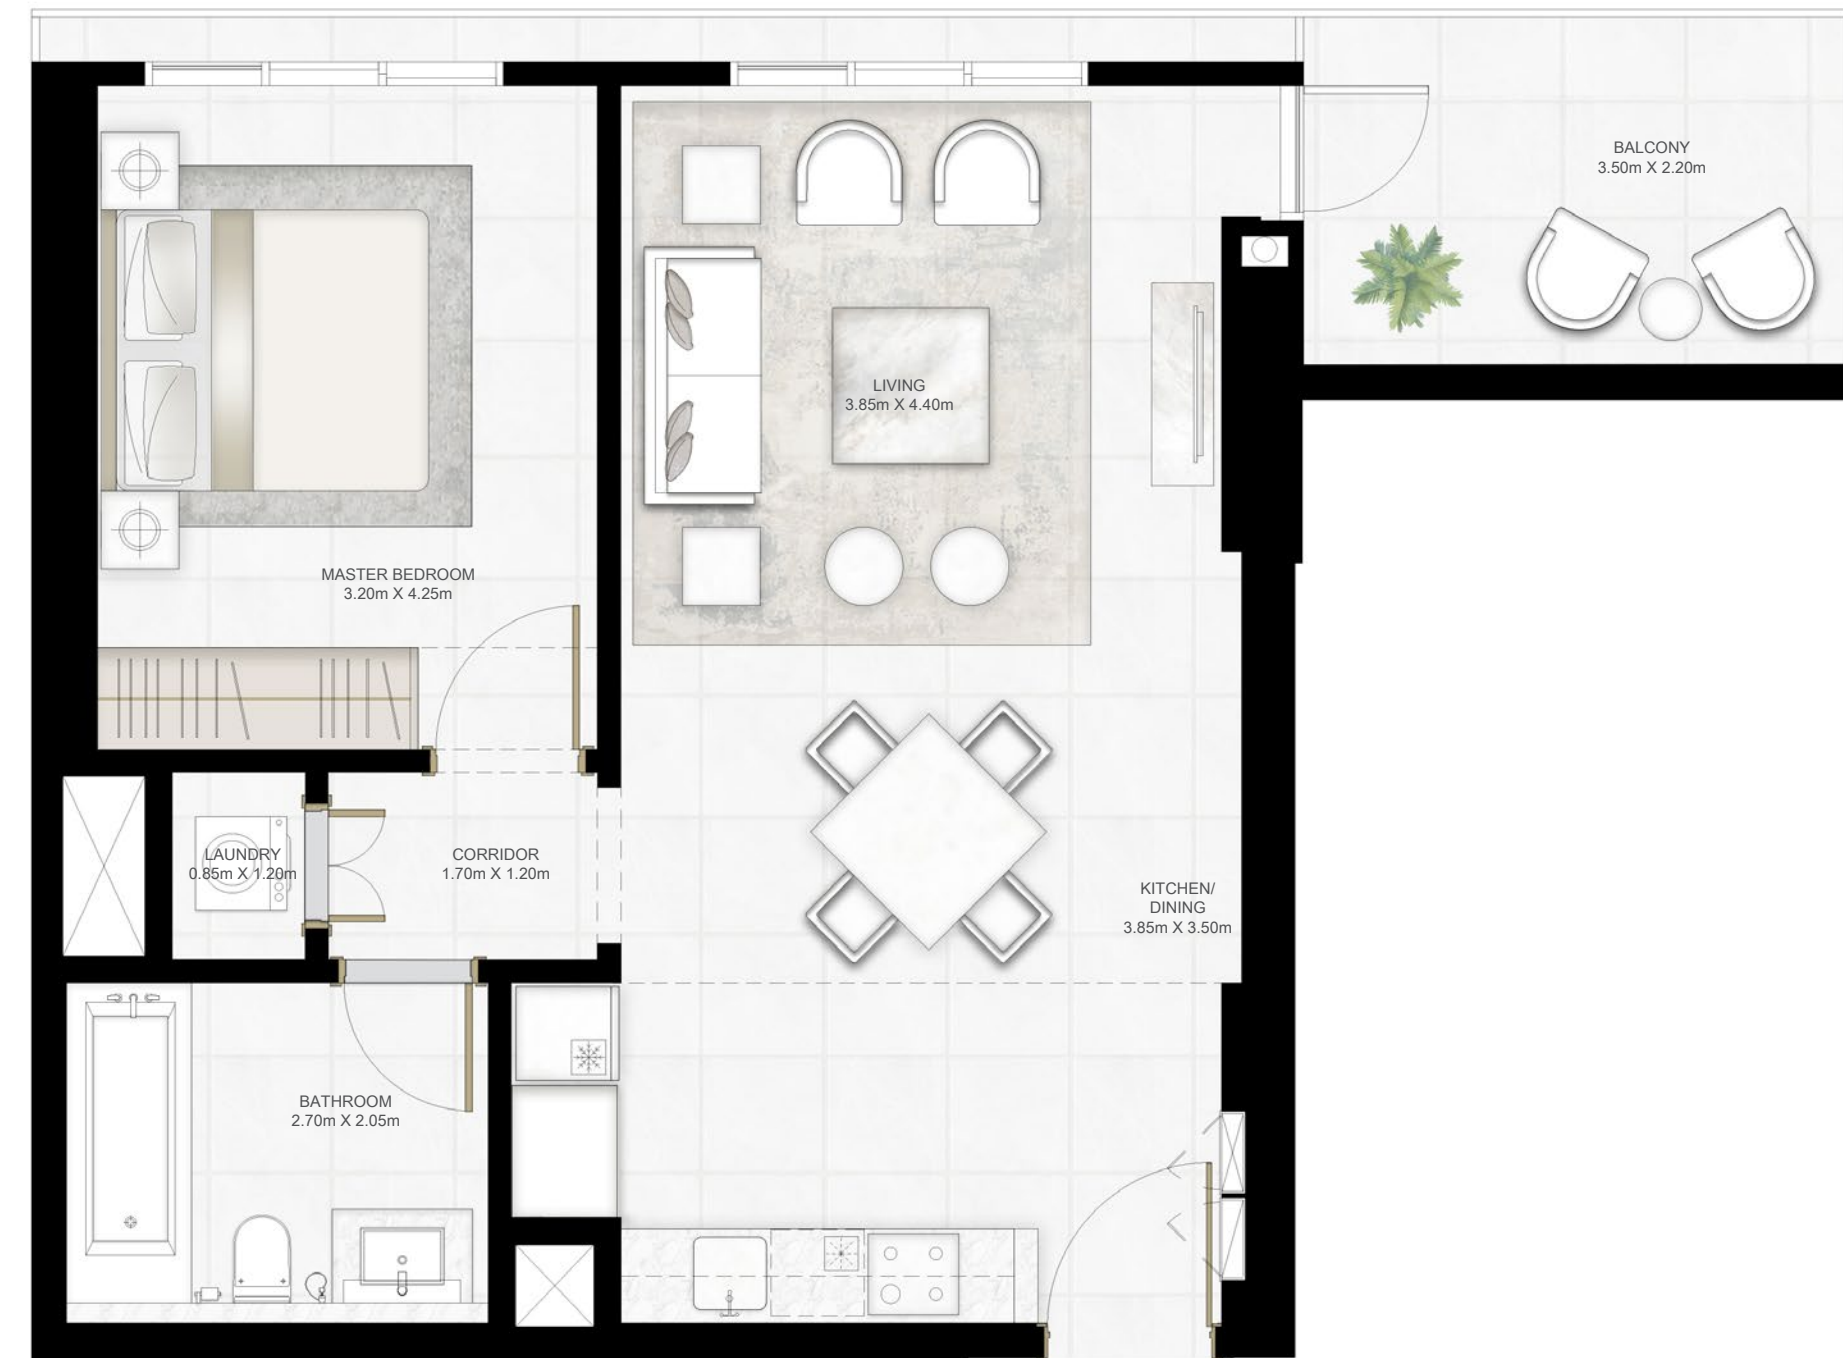 BALCONY
3.50m X 2.20m
LIVING
3.85m X 4.40m
MASTER BEDROOM
3.20m X 4.25m
LAUNDRY
0.85m X 1.20m
CORRIDOR
1.70m X 1.20m
KITCHEN/
DINING
3.85m X 3.50m
BATHROOM
2.70m X 2.05m